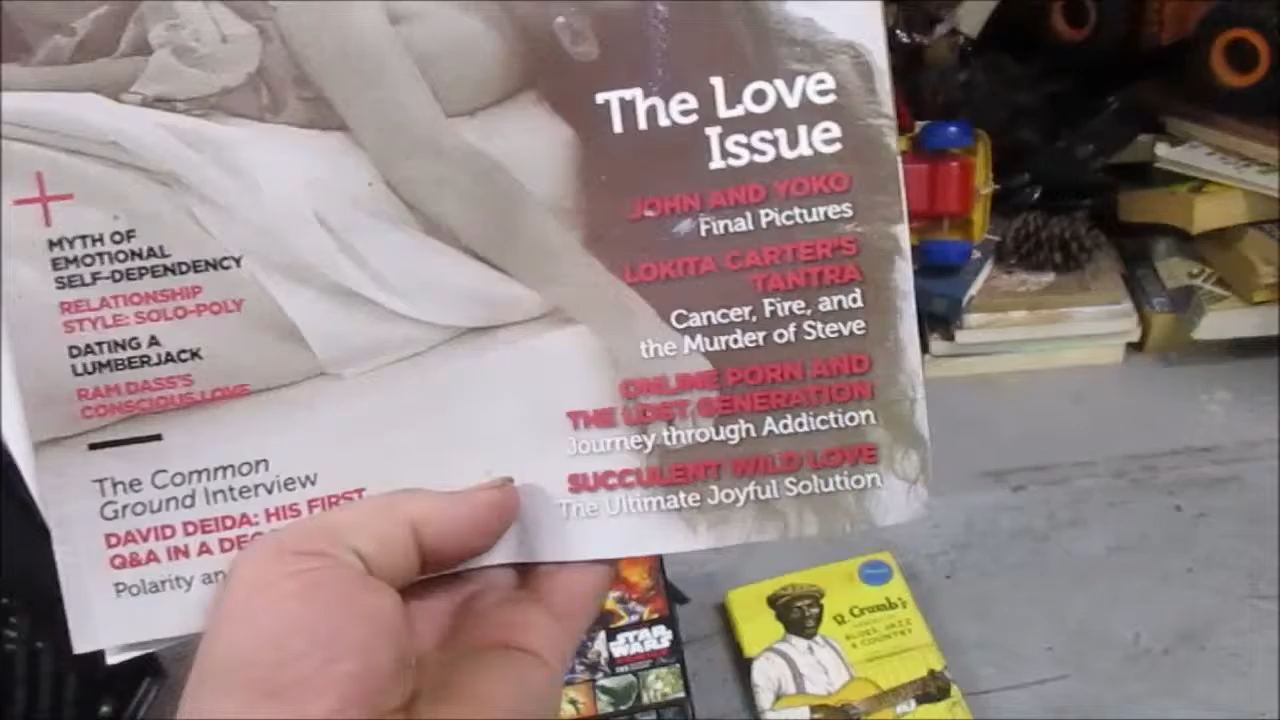 The Love
Issue
JOHN AND YOKO
Final Pictures
LOKITA CARTER'S
TANTRA
Cancer, Fire, and
the Murder of Steve
ONLINE PORN AND
THE LOST GENERATION
Journey through Addiction
SUCCULENT WILD LOVE
The Ultimate Joyful Solution
MYTH OF
EMOTIONAL
SELF-DEPENDENCY
RELATIONSHIP
STYLE: SOLO-POLY
DATING A
LUMBERJACK
RAM DASS'S
CONSCIOUS LOVE
The Common
Ground Interview
DAVID DEIDA: HIS FIRST
Q&A IN A
Polarity
STAR
WARS
R. Crumb's
BLUES, JAZZ
& COUNTRY